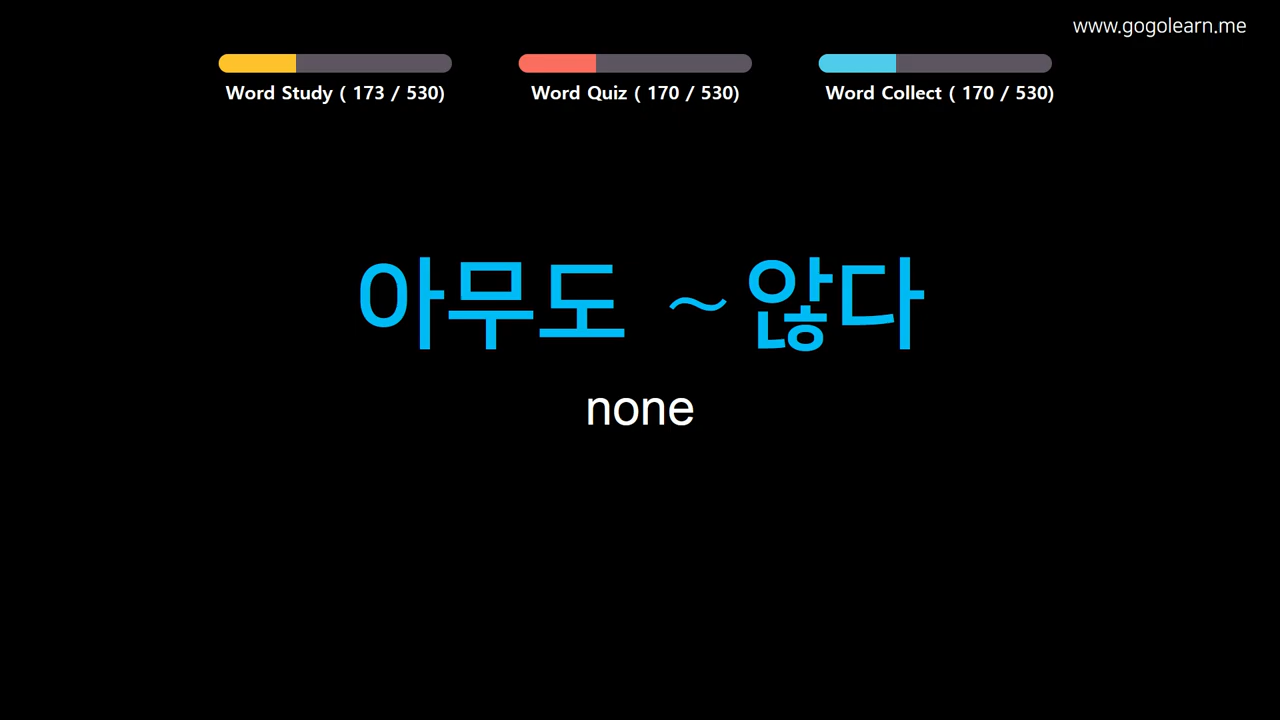 www.gogolearn.me
Word Study ( 173 / 530)
Word Quiz ( 170 / 530)
Word Collect ( 170 / 530)
아무도 ~않다
none